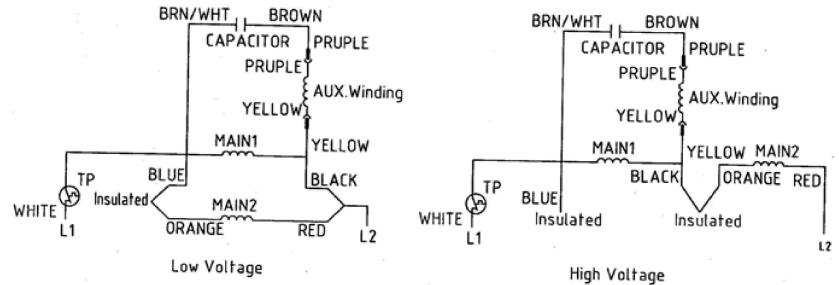 BRN/WHT BROWN
CAPACITOR PRUPLE
PRUPLE
AUX.Winding
YELLOW
MAIN1 YELLOW
BLUE BLACK
TP
Insulated MAIN2
WHITE
L1 ORANGE RED L2
Low Voltage
BRN/WHT BROWN
CAPACITOR PRUPLE
PRUPLE
AUX.Winding
YELLOW
MAIN1 YELLOW MAIN2
BLACK ORANGE RED
TP
BLUE
WHITE Insulated Insulated
L1 L2
High Voltage